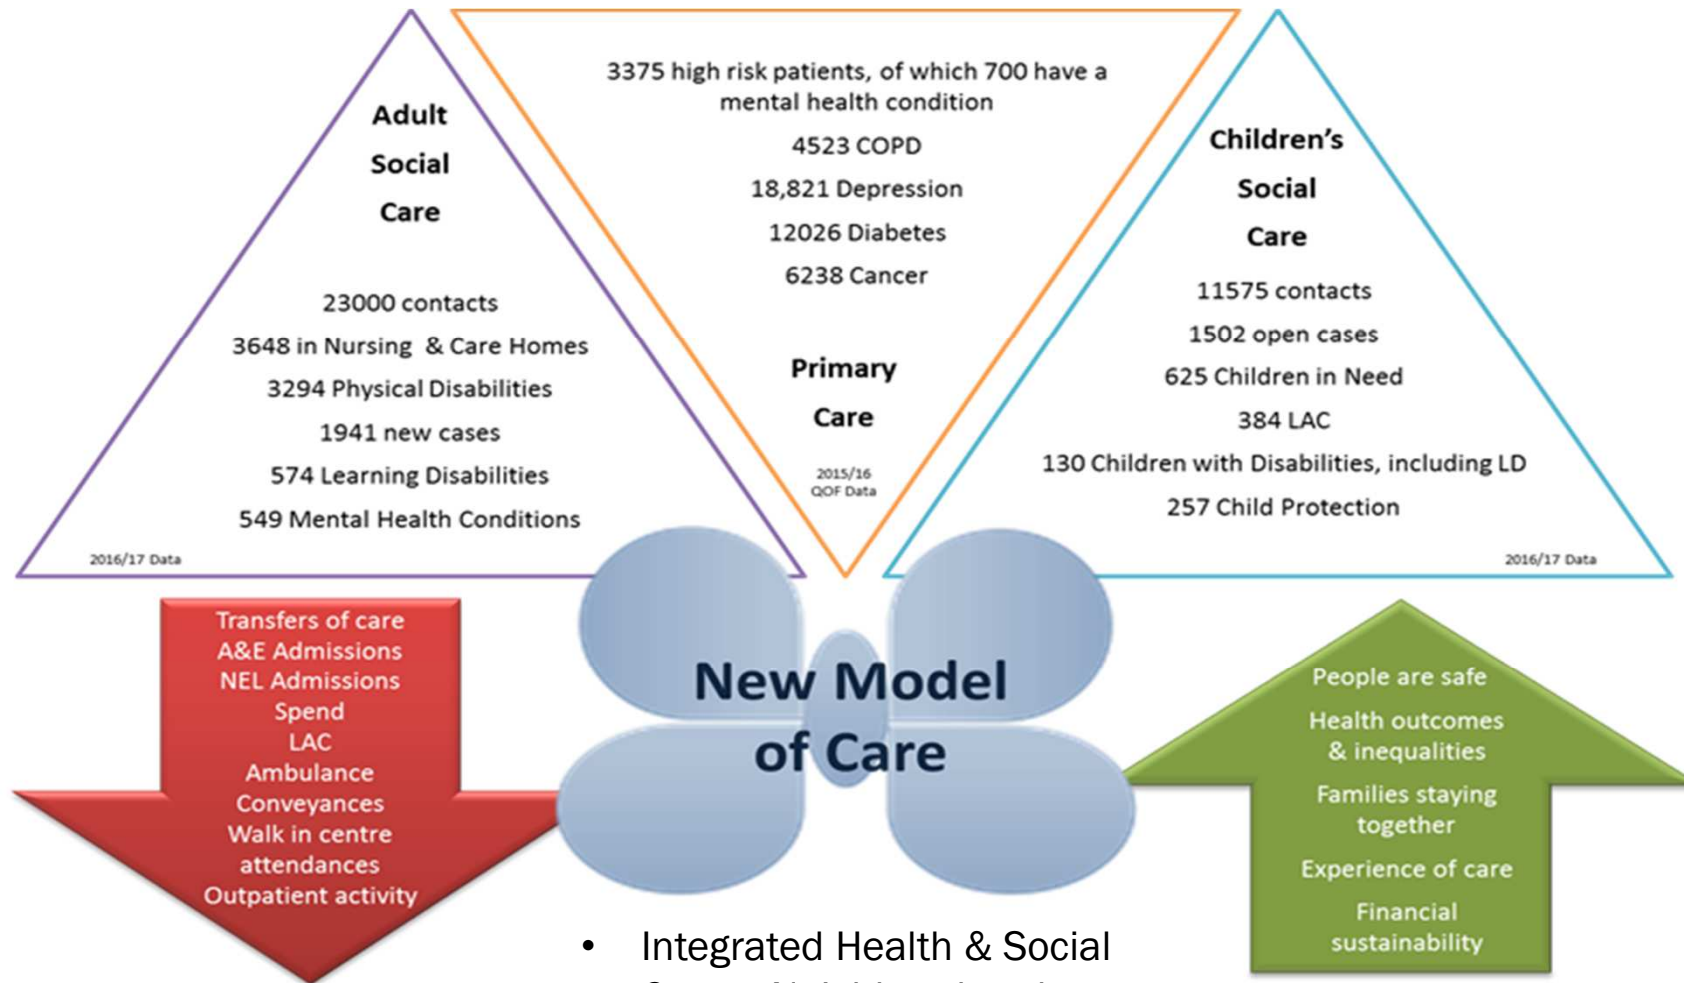 Adult
Social
Care
23000 contacts
3648 in Nursing & Care Homes
3294 Physical Disabilities
1941 new cases
574 Learning Disabilities
549 Mental Health Conditions
2016/17 Data
3375 high risk patients, of which 700 have a
mental health condition
4523 COPD
18,821 Depression
12026 Diabetes
6238 Cancer
Primary
Care
2015/16
QOF Data
Children's
Social
Care
11575 contacts
1502 open cases
625 Children in Need
384 LAC
130 Children with Disabilities, including LD
257 Child Protection
2016/17 Data
Transfers of care
A&E Admissions
NEL Admissions
Spend
LAC
Ambulance
Conveyances
Walk in centre
attendances
Outpatient activity
New Model
of Care
People are safe
Health outcomes
& inequalities
Families staying
together
Experience of care
Financial
sustainability
• Integrated Health & Social